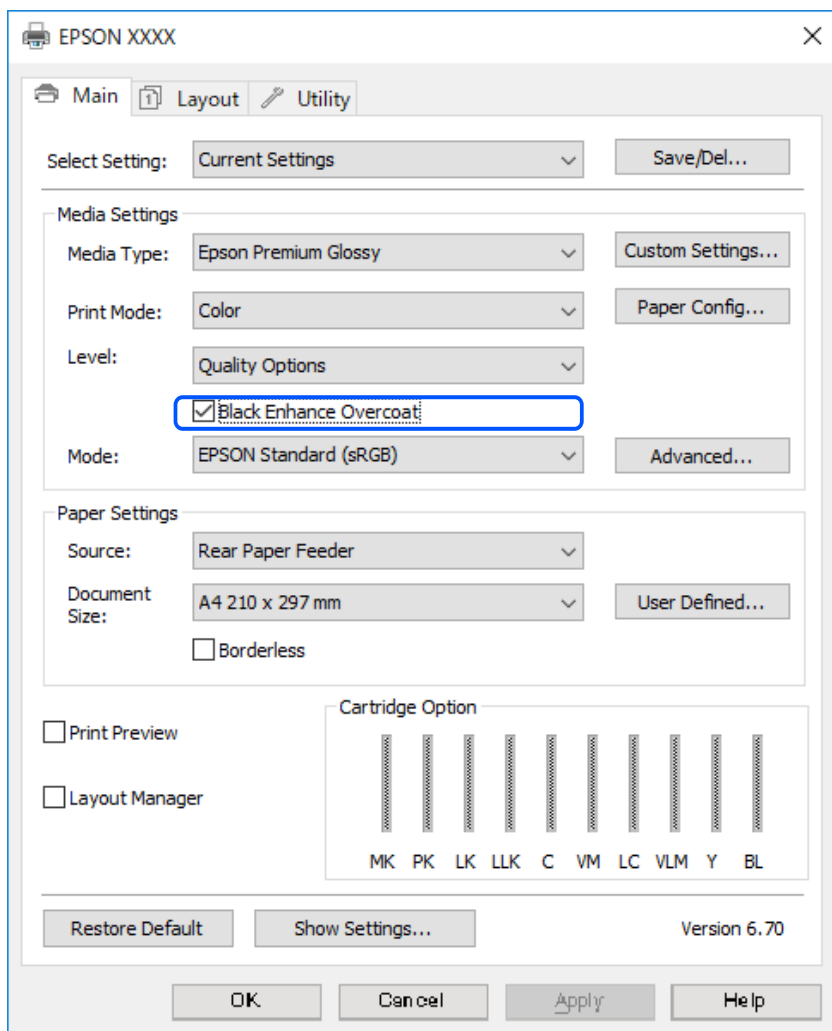 EPSON XXXX
Main
1
Layout
Utility
Select Setting: Current Settings Save/Del...
Media Settings
Media Type: Epson Premium Glossy Custom Settings...
Print Mode: Color Paper Config...
Level: Quality Options
Black Enhance Overcoat
Mode: EPSON Standard (sRGB) Advanced...
Paper Settings
Source: Rear Paper Feeder
Document
Size: A4 210 x 297 mm User Defined...
Borderless
Cartridge Option
Print Preview
Layout Manager
MK PK LK LLK C VM LC VLM Y BL
Restore Default Show Settings... Version 6.70
OK Cancel Apply Help